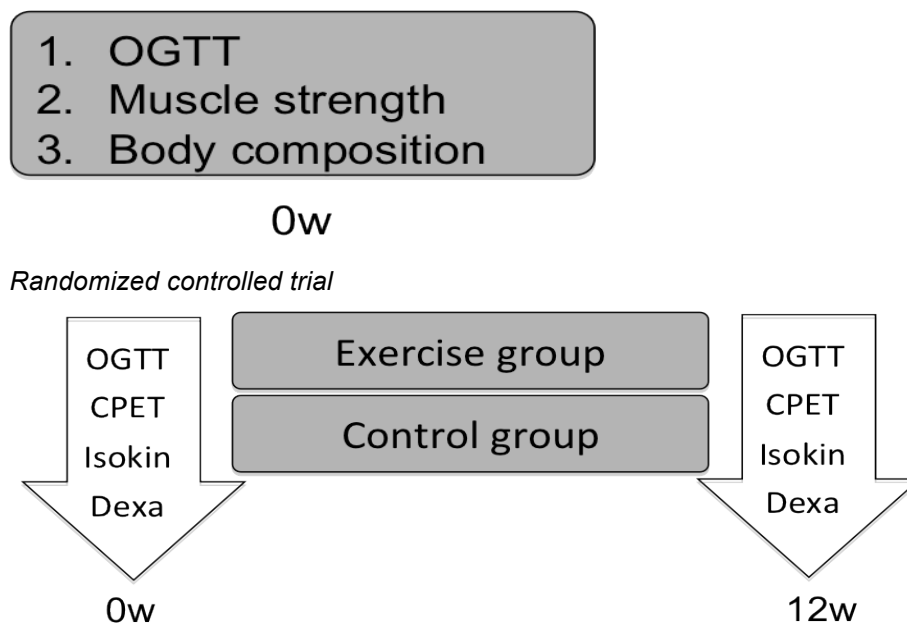 1. OGTT
2. Muscle strength
3. Body composition
0w
Randomized controlled trial
OGTT
CPET
Isokin
Dexa
0w
Exercise group
Control group
OGTT
CPET
Isokin
Dexa
12w